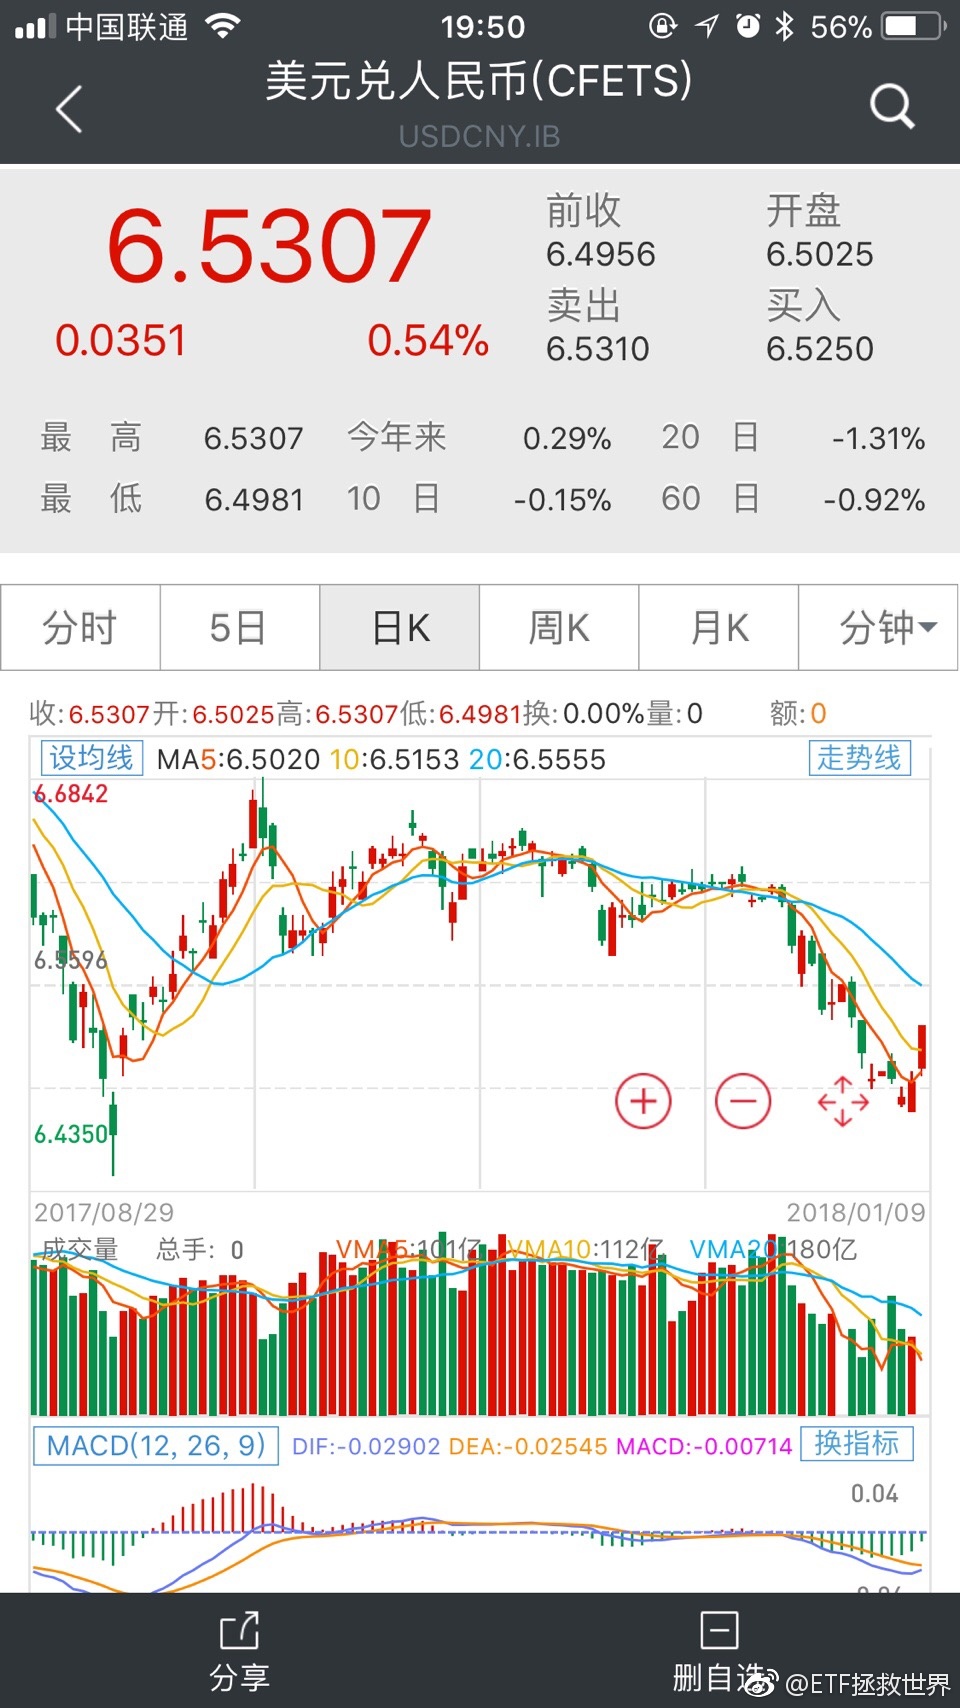 中国联通 19:50 56%
美元兑人民币(CFETS)
USDCNY.IB
6.5307
0.0351 0.54%
前收 开盘
6.4956 6.5025
卖出 买入
6.5310 6.5250
最 高 6.5307 今年来 0.29% 20 日 -1.31%
最 低 6.4981 10 日 -0.15% 60 日 -0.92%
分时 5日 日K 周K 月K 分钟
收:6.5307开:6.5025高:6.5307低:6.4981换:0.00%量:0 额:0
设均线 MA5:6.5020 10:6.5153 20:6.5555 走势线
6.6842
6.5596
6.4350
2017/08/29 2018/01/09
成交量 总手: 0 VMA5:101亿 VMA10:112亿 VMA20:180亿
MACD(12, 26, 9) DIF:-0.02902 DEA:-0.02545 MACD:-0.00714 换指标
0.04
分享 删自选
@ETF拯救世界